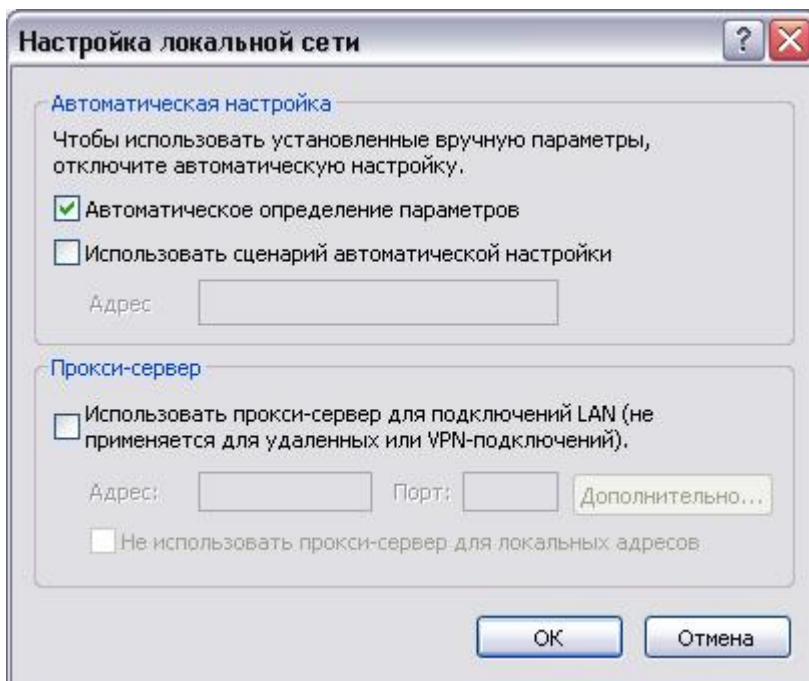 Настройка локальной сети
Автоматическая настройка
Чтобы использовать установленные вручную параметры,
отключите автоматическую настройку.
Автоматическое определение параметров
Использовать сценарий автоматической настройки
Адрес
Прокси-сервер
Использовать прокси-сервер для подключений LAN (не
применяется для удаленных или VPN-подключений).
Адрес: Порт: Дополнительно...
Не использовать прокси-сервер для локальных адресов
ОК Отмена